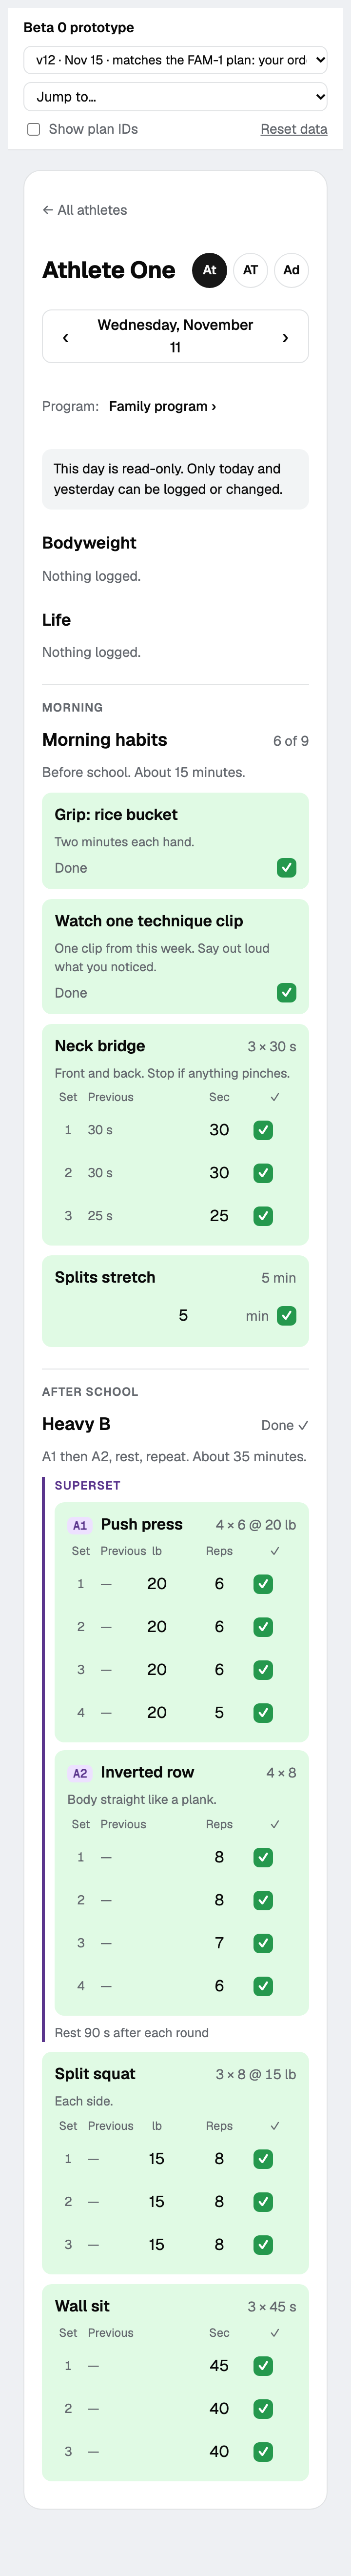 Beta 0 prototype
v12 · Nov 15 · matches the FAM-1 plan: your
Jump to...
Show plan IDs Reset data
← All athletes
Athlete One At AT Ad
‹ Wednesday, November 11 ›
Program: Family program ›
This day is read-only. Only today and
yesterday can be logged or changed.
Bodyweight
Nothing logged.
Life
Nothing logged.
MORNING
Morning habits 6 of 9
Before school. About 15 minutes.
Grip: rice bucket
Two minutes each hand.
Done ✓
Watch one technique clip
One clip from this week. Say out loud
what you noticed.
Done ✓
Neck bridge 3 × 30 s
Front and back. Stop if anything pinches.
Set Previous Sec ✓
1 30 s 30 ✓
2 30 s 30 ✓
3 25 s 25 ✓
Splits stretch 5 min
5 min ✓
AFTER SCHOOL
Heavy B Done ✓
A1 then A2, rest, repeat. About 35 minutes.
SUPERSET
A1 Push press 4 × 6 @ 20 lb
Set Previous lb Reps ✓
1 — 20 6 ✓
2 — 20 6 ✓
3 — 20 6 ✓
4 — 20 5 ✓
A2 Inverted row 4 × 8
Body straight like a plank.
Set Previous Reps ✓
1 — 8 ✓
2 — 8 ✓
3 — 7 ✓
4 — 6 ✓
Rest 90 s after each round
Split squat 3 × 8 @ 15 lb
Each side.
Set Previous lb Reps ✓
1 — 15 8 ✓
2 — 15 8 ✓
3 — 15 8 ✓
Wall sit 3 × 45 s
Set Previous Sec ✓
1 — 45 ✓
2 — 40 ✓
3 — 40 ✓